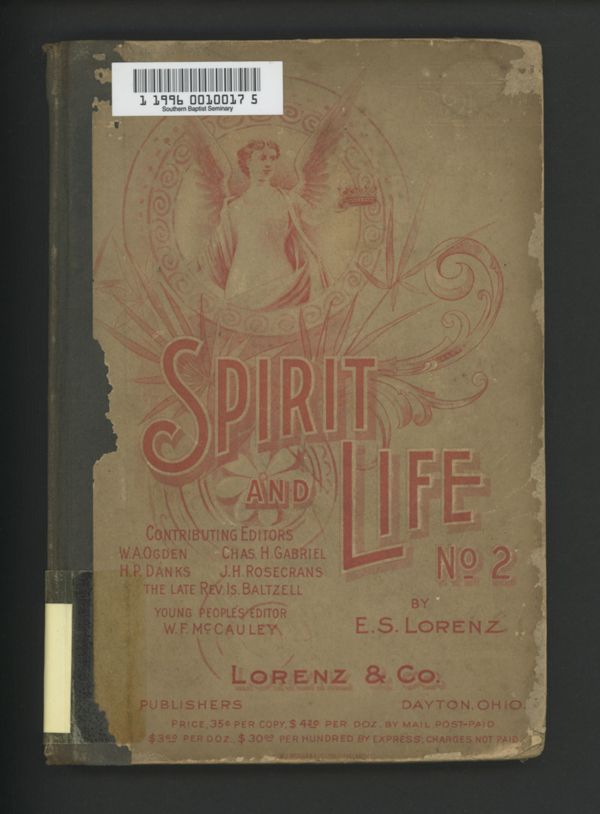 1 1996 0010017 5
Southern Baptist Seminary
SPIRIT
AND
LIFE
No 2
CONTRIBUTING EDITORS
W.A. OGDEN CHAS. H. GABRIEL
H.P. DANKS J.H. ROSECRANS
THE LATE REV. IS. BALTZELL
YOUNG PEOPLES EDITOR
W.F. McCAULEY
BY
E.S. LORENZ
LORENZ & CO.
PUBLISHERS DAYTON, OHIO.
PRICE, 35¢ PER COPY, $4.20 PER DOZ. BY MAIL POST-PAID
$3.60 PER DOZ., $30.00 PER HUNDRED BY EXPRESS, CHARGES NOT PAID